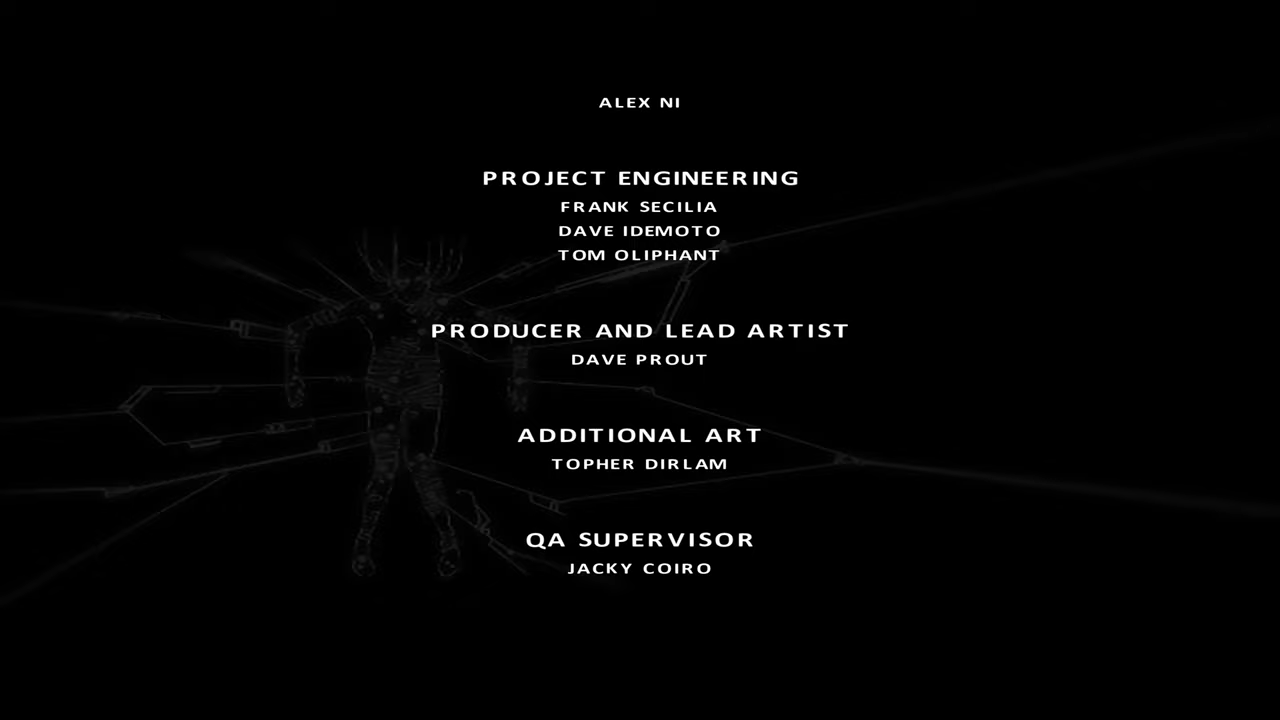 ALEX NI
PROJECT ENGINEERING
FRANK SECILIA
DAVE IDEMOTO
TOM OLIPHANT
PRODUCER AND LEAD ARTIST
DAVE PROUT
ADDITIONAL ART
TOPHER DIRLAM
QA SUPERVISOR
JACKY COIRO